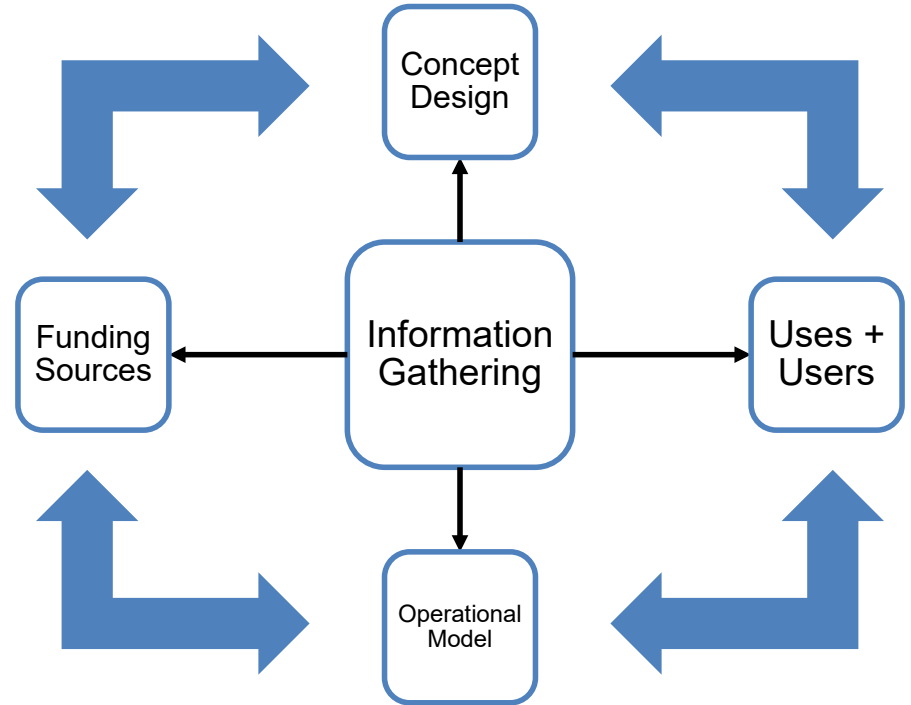 Concept
Design
Funding
Sources
Information
Gathering
Uses +
Users
Operational
Model